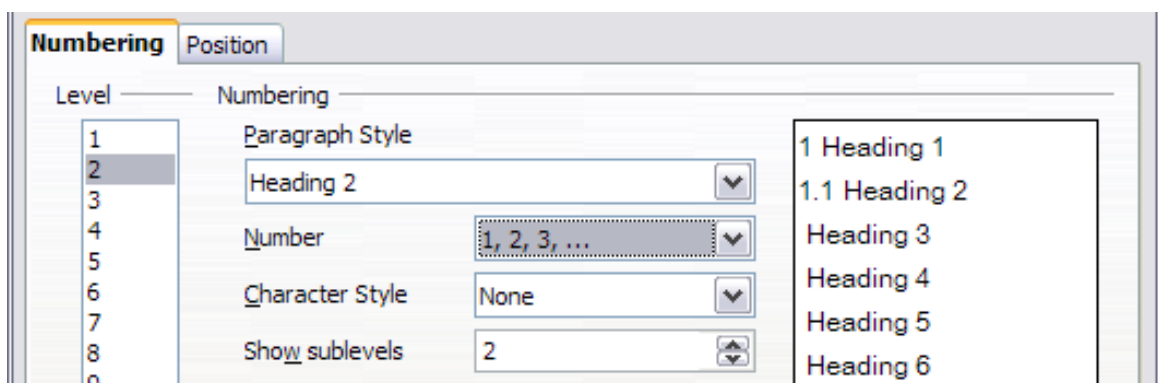 Numbering Position
Level Numbering
1
2
3
4
5
6
7
8
Paragraph Style
Heading 2
Number 1, 2, 3, ...
Character Style None
Show sublevels 2
1 Heading 1
1.1 Heading 2
Heading 3
Heading 4
Heading 5
Heading 6